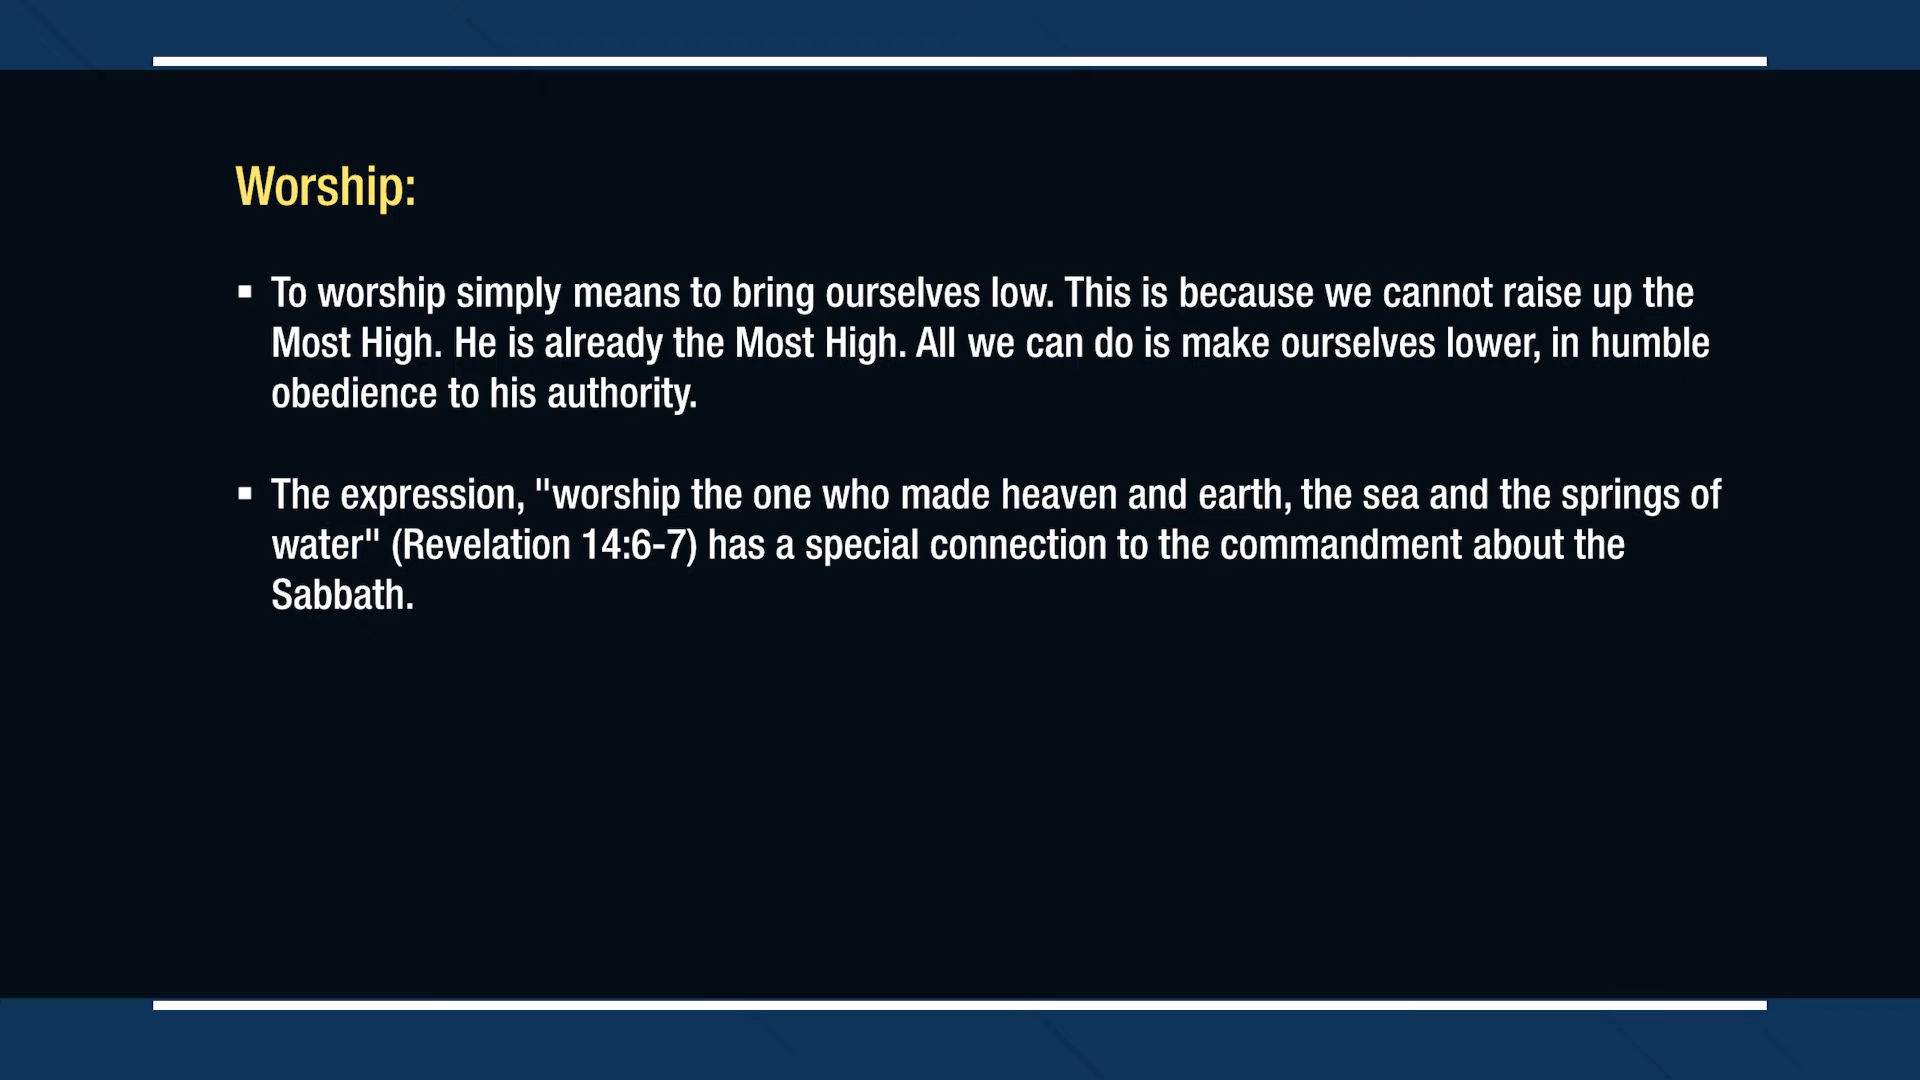 Worship:
▪ To worship simply means to bring ourselves low. This is because we cannot raise up the
Most High. He is already the Most High. All we can do is make ourselves lower, in humble
obedience to his authority.
▪ The expression, "worship the one who made heaven and earth, the sea and the springs of
water" (Revelation 14:6-7) has a special connection to the commandment about the
Sabbath.